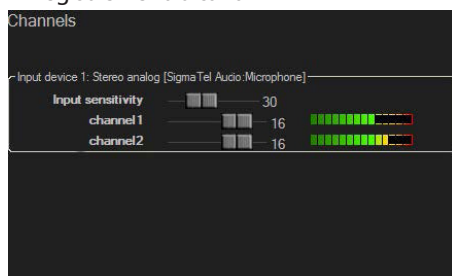 Channels
Input device 1: Stereo analog [SigmaTel Audio:Microphone]
Input sensitivity 30
channel1 16
channel2 16